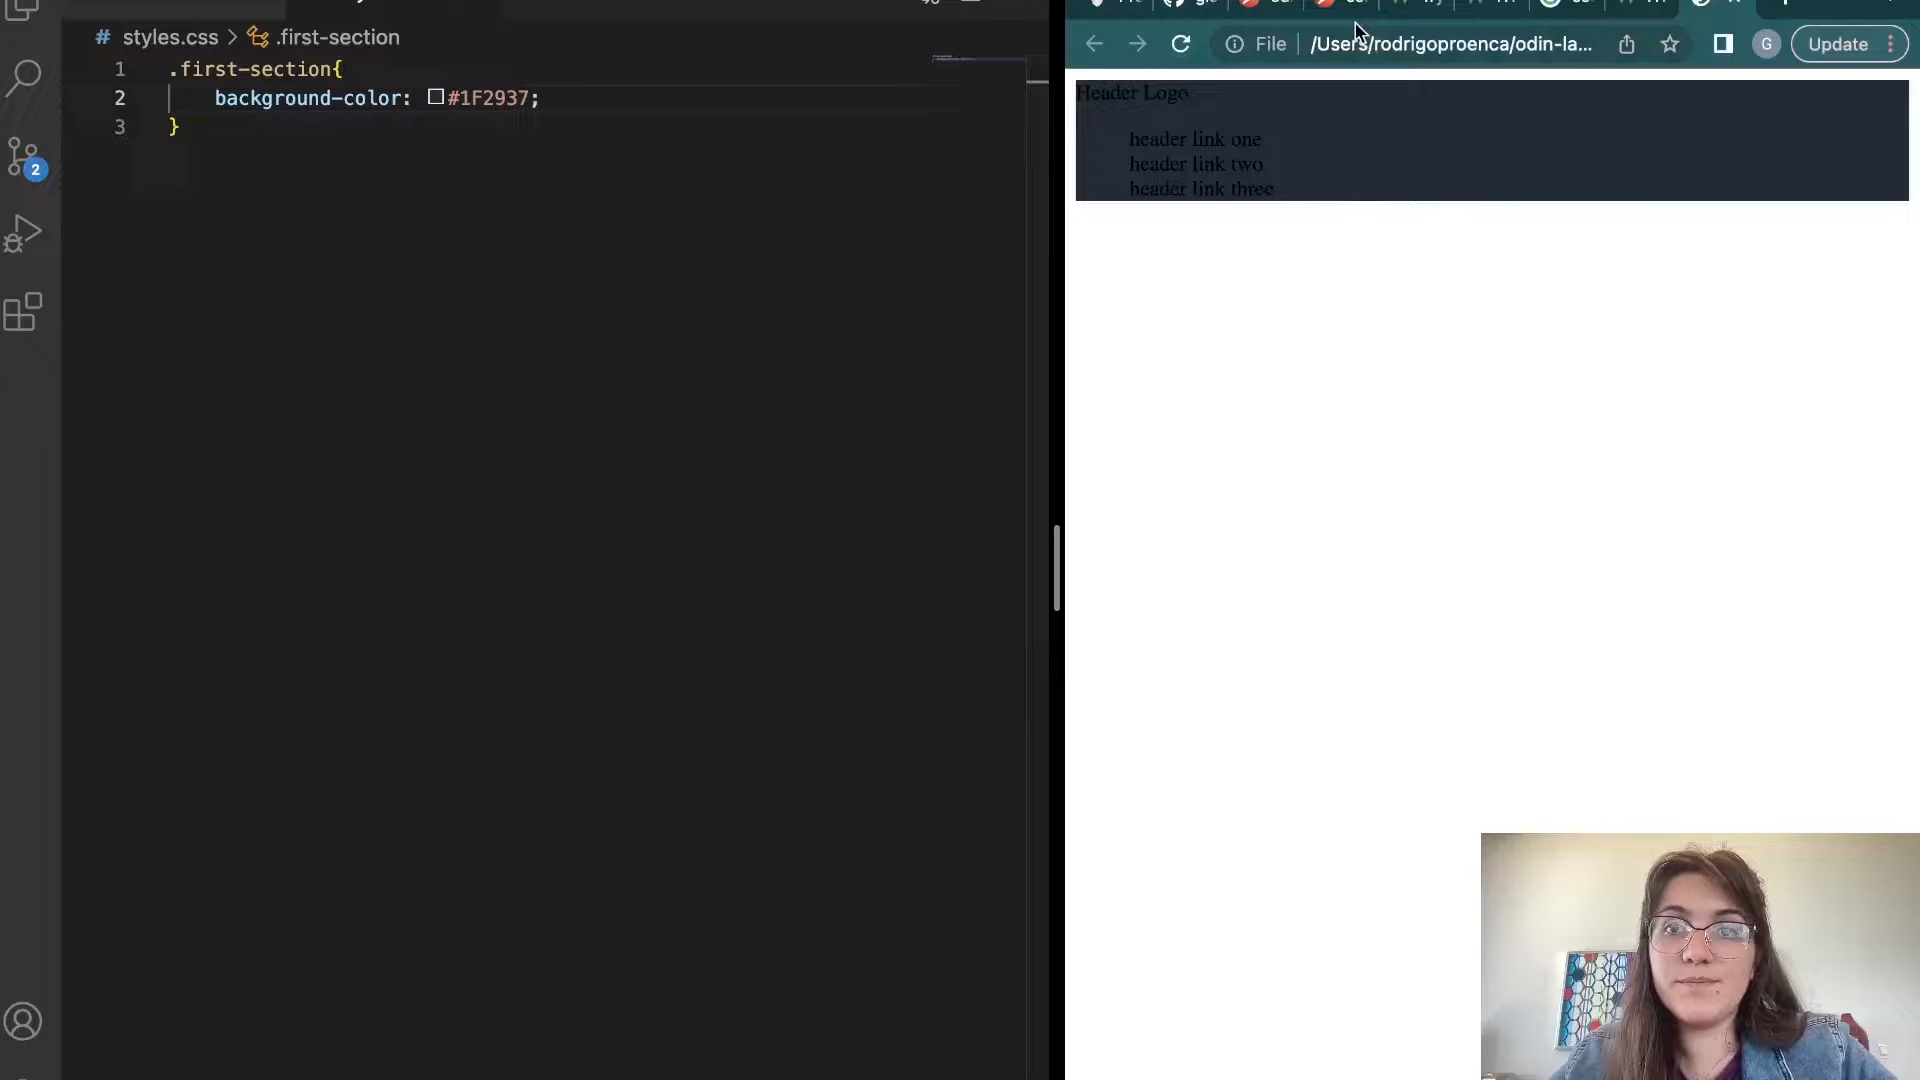 # styles.css > .first-section
1 .first-section{
2 background-color: #1F2937;
3 }
2
File
/Users/rodrigoproenca/odin-la...
G
Update
Header Logo
header link one
header link two
header link three